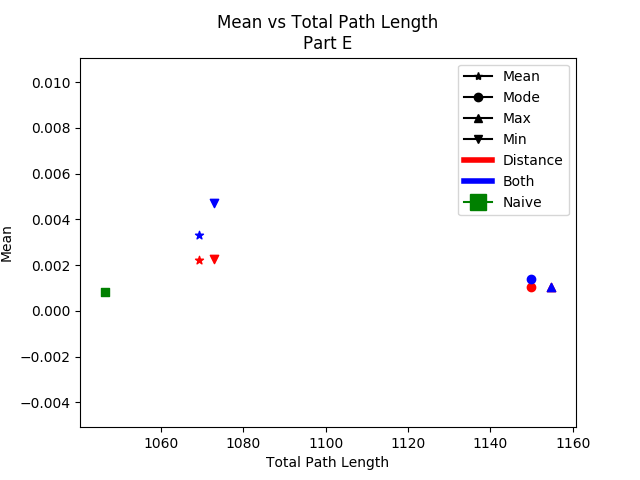 Mean vs Total Path Length
Part E
0.010
0.008
0.006
0.004
0.002
0.000
−0.002
−0.004
Mean
1060
1080
1100
1120
1140
1160
Total Path Length
Mean
Mode
Max
Min
Distance
Both
Naive